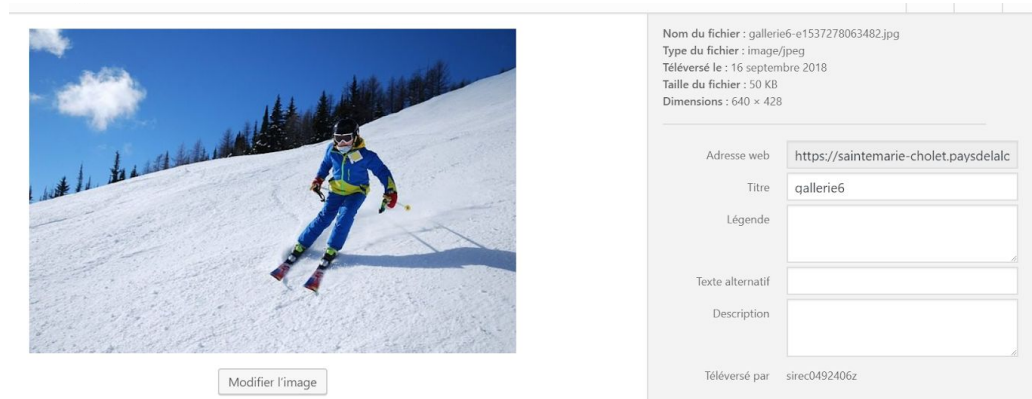 Nom du fichier : gallerie6-e1537278063482.jpg
Type du fichier : image/jpeg
Téléversé le : 16 septembre 2018
Taille du fichier : 50 KB
Dimensions : 640 × 428
Adresse web https://saintemarie-cholet.paysdelalc
Titre gallerie6
Légende
Texte alternatif
Description
Téléversé par sirec0492406z
Modifier l'image